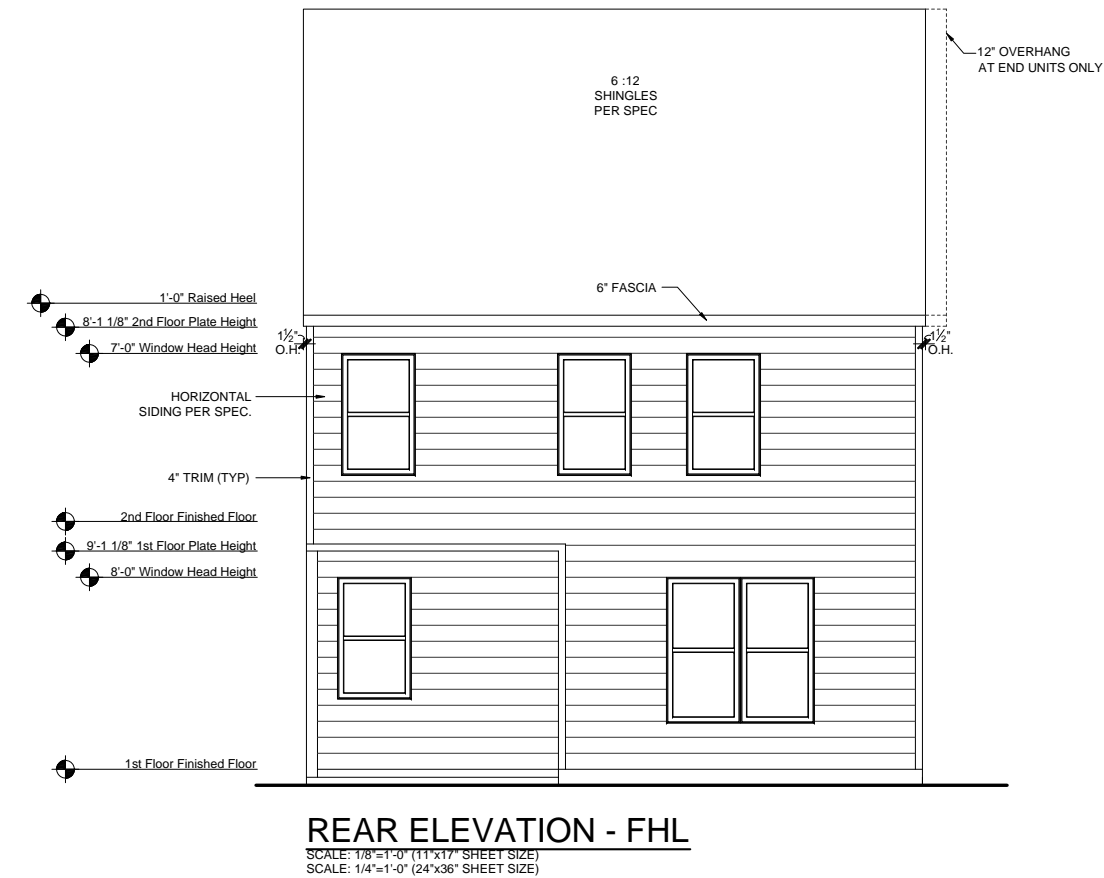 12" OVERHANG
AT END UNITS ONLY
6 :12
SHINGLES
PER SPEC
6" FASCIA
1'-0" Raised Heel
8'-1 1/8" 2nd Floor Plate Height
1½"
O.H.
1½"
O.H.
7'-0" Window Head Height
HORIZONTAL
SIDING PER SPEC.
4" TRIM (TYP)
2nd Floor Finished Floor
9'-1 1/8" 1st Floor Plate Height
8'-0" Window Head Height
1st Floor Finished Floor
REAR ELEVATION - FHL
SCALE: 1/8"=1'-0" (11"x17" SHEET SIZE)
SCALE: 1/4"=1'-0" (24"x36" SHEET SIZE)